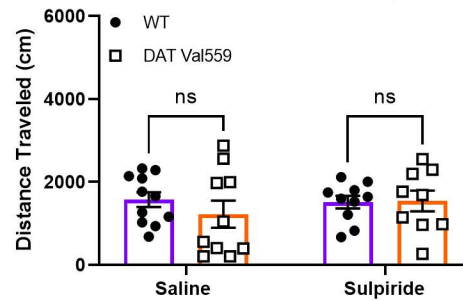 Distance Traveled (cm)
6000
4000
2000
0
WT
DAT Val559
ns
ns
Saline
Sulpiride